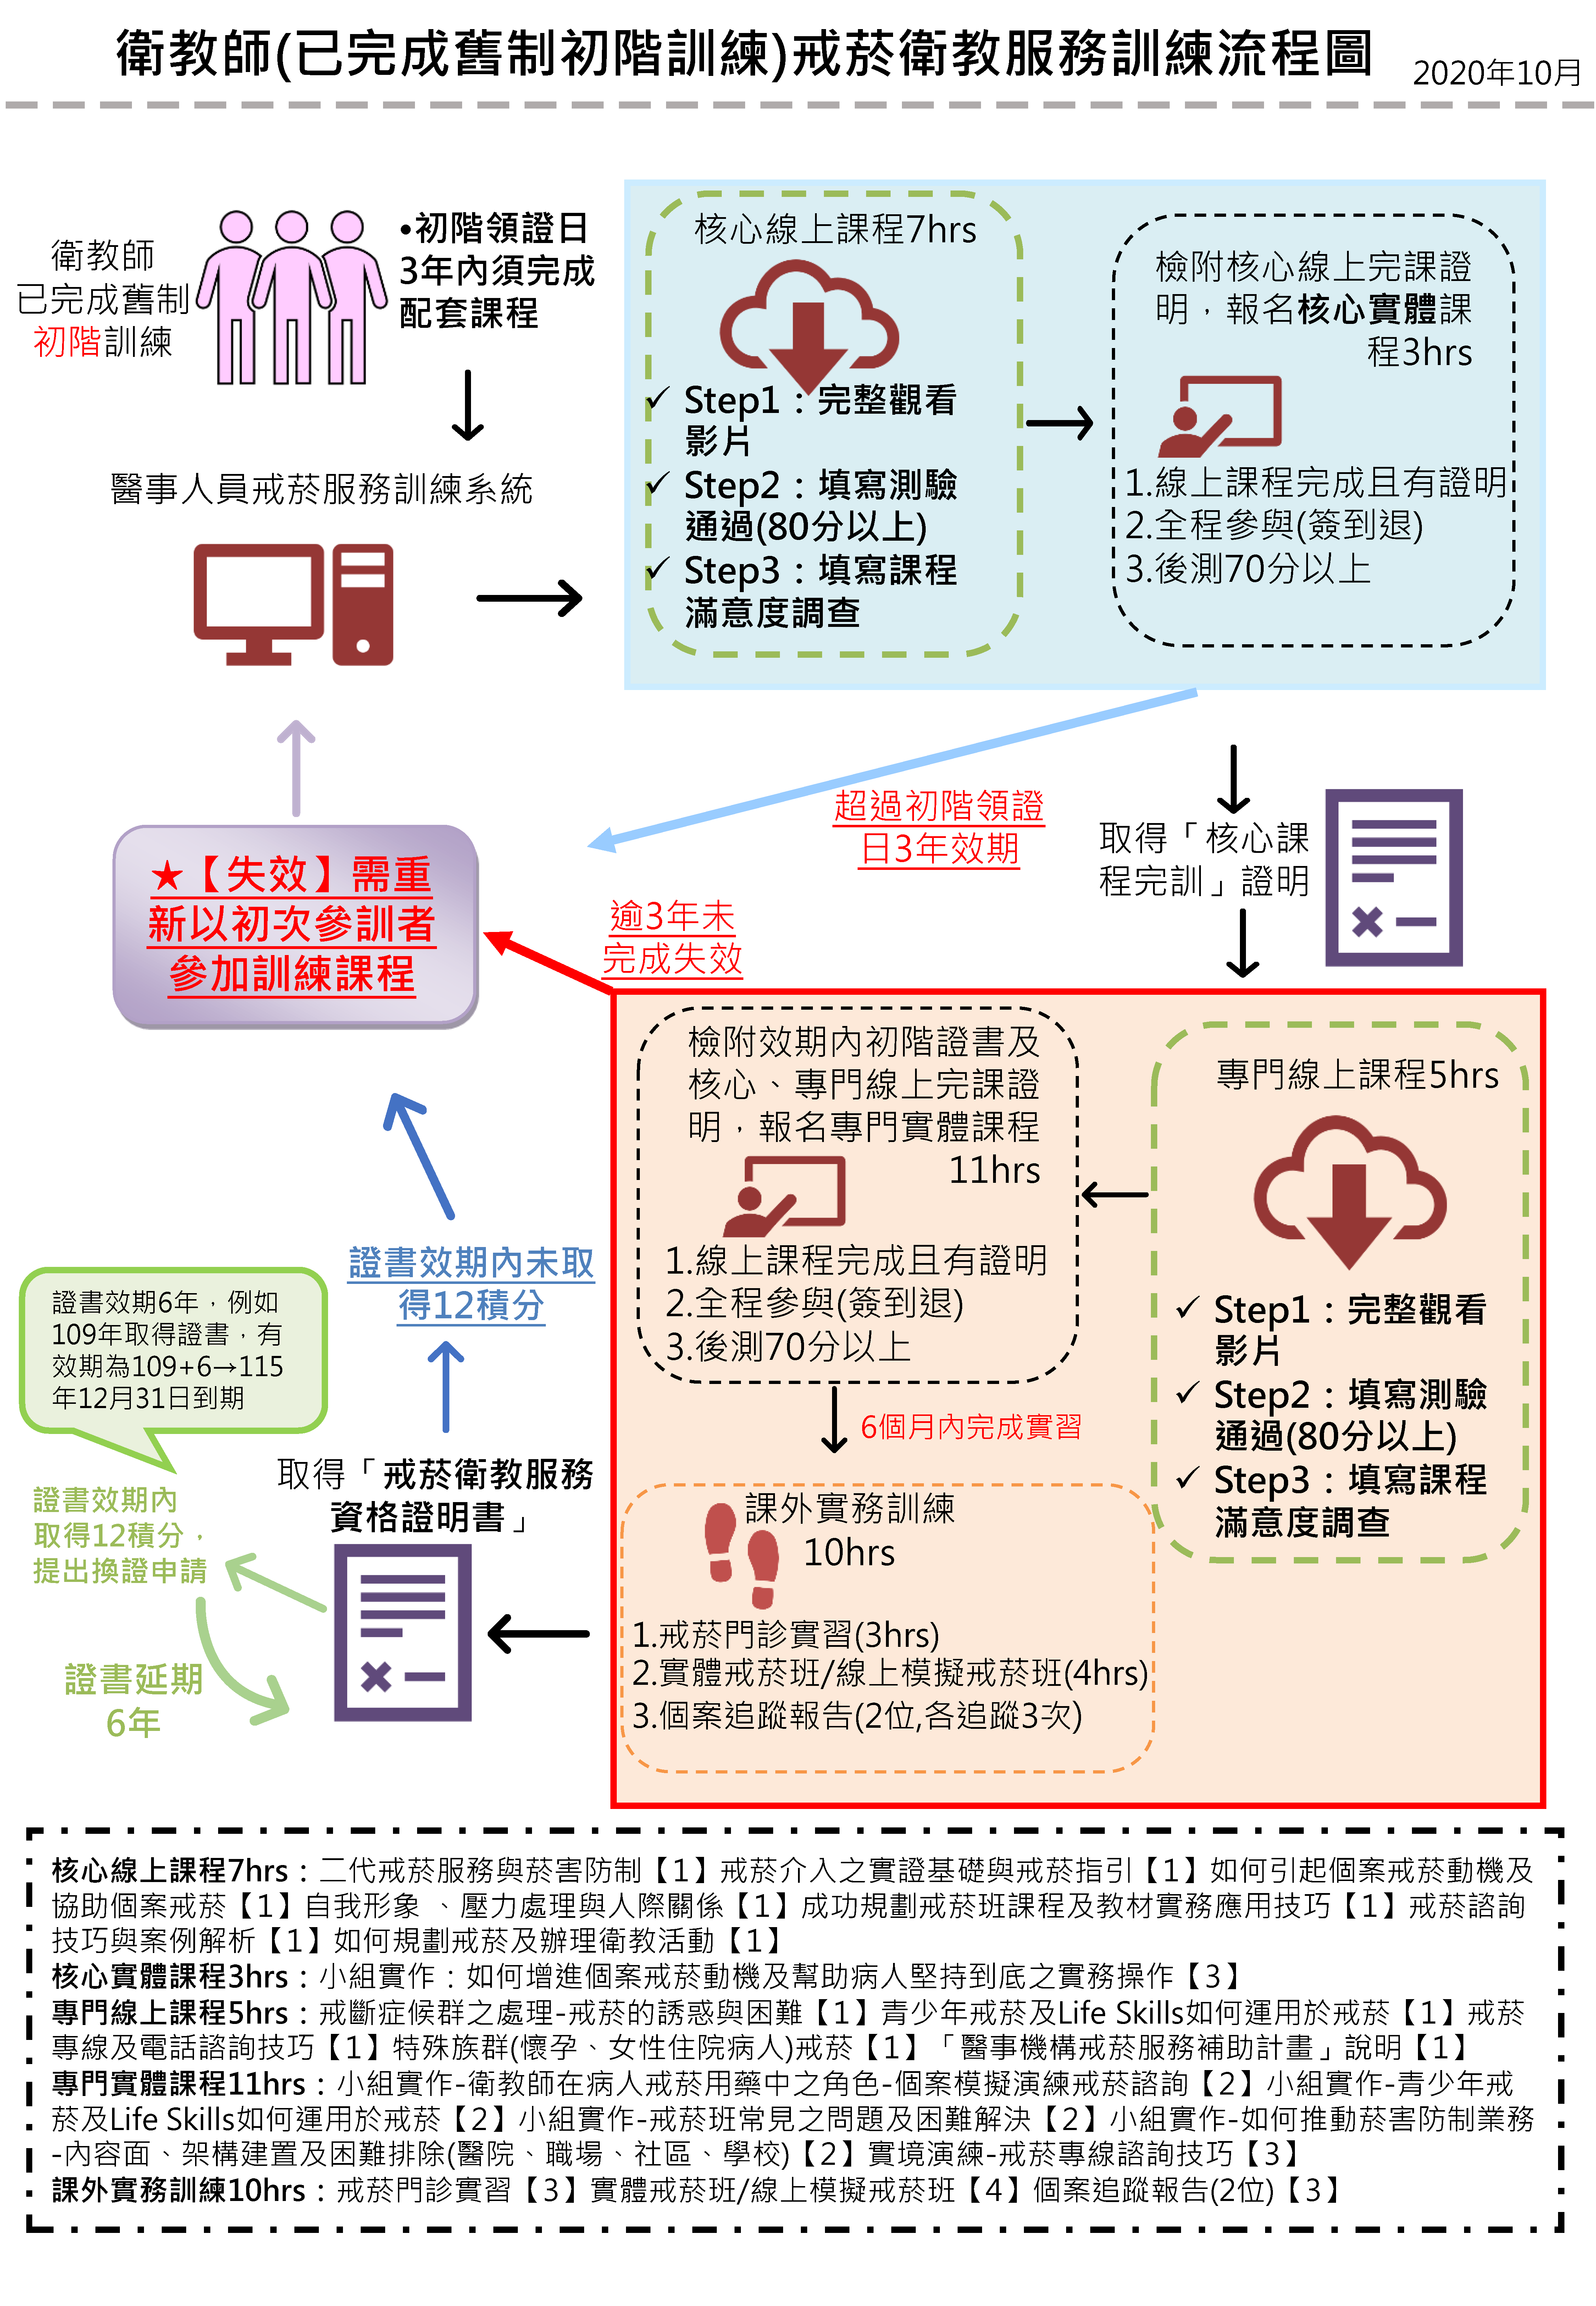 衛教師(已完成舊制初階訓練)戒菸衛教服務訓練流程圖
2020年10月
衛教師
已完成舊制
初階訓練
•初階領證日
3年內須完成
配套課程
醫事人員戒菸服務訓練系統
核心線上課程7hrs
✓ Step1：完整觀看
影片
✓ Step2：填寫測驗
通過(80分以上)
✓ Step3：填寫課程
滿意度調查
檢附核心線上完課證
明，報名核心實體課
程3hrs
1.線上課程完成且有證明
2.全程參與(簽到退)
3.後測70分以上
超過初階領證
日3年效期
取得「核心課
程完訓」證明
★【失效】需重
新以初次參訓者
參加訓練課程
逾3年未
完成失效
專門線上課程5hrs
✓ Step1：完整觀看
影片
✓ Step2：填寫測驗
通過(80分以上)
✓ Step3：填寫課程
滿意度調查
檢附效期內初階證書及
核心、專門線上完課證
明，報名專門實體課程
11hrs
1.線上課程完成且有證明
2.全程參與(簽到退)
3.後測70分以上
6個月內完成實習
課外實務訓練
10hrs
1.戒菸門診實習(3hrs)
2.實體戒菸班/線上模擬戒菸班(4hrs)
3.個案追蹤報告(2位,各追蹤3次)
取得「戒菸衛教服務
資格證明書」
證書效期內未取
得12積分
證書效期6年，例如
109年取得證書，有
效期為109+6→115
年12月31日到期
證書效期內
取得12積分，
提出換證申請
證書延期
6年
核心線上課程7hrs：二代戒菸服務與菸害防制【1】戒菸介入之實證基礎與戒菸指引【1】如何引起個案戒菸動機及
協助個案戒菸【1】自我形象 、壓力處理與人際關係【1】成功規劃戒菸班課程及教材實務應用技巧【1】戒菸諮詢
技巧與案例解析【1】如何規劃戒菸及辦理衛教活動【1】
核心實體課程3hrs：小組實作：如何增進個案戒菸動機及幫助病人堅持到底之實務操作【3】
專門線上課程5hrs：戒斷症候群之處理-戒菸的誘惑與困難【1】青少年戒菸及Life Skills如何運用於戒菸【1】戒菸
專線及電話諮詢技巧【1】特殊族群(懷孕、女性住院病人)戒菸【1】「醫事機構戒菸服務補助計畫」說明【1】
專門實體課程11hrs：小組實作-衛教師在病人戒菸用藥中之角色-個案模擬演練戒菸諮詢【2】小組實作-青少年戒
菸及Life Skills如何運用於戒菸【2】小組實作-戒菸班常見之問題及困難解決【2】小組實作-如何推動菸害防制業務
-內容面、架構建置及困難排除(醫院、職場、社區、學校)【2】實境演練-戒菸專線諮詢技巧【3】
課外實務訓練10hrs：戒菸門診實習【3】實體戒菸班/線上模擬戒菸班【4】個案追蹤報告(2位)【3】